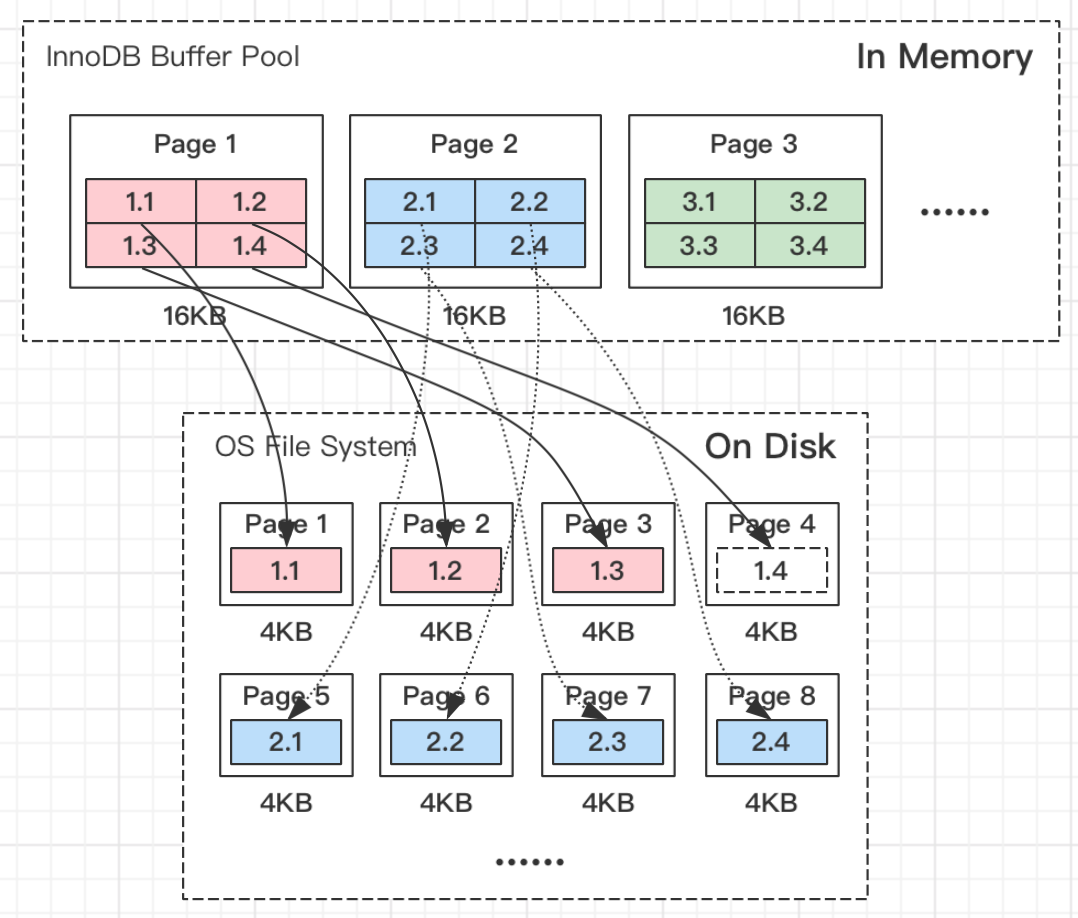 InnoDB Buffer Pool
In Memory
Page 1
Page 2
Page 3
1.1 1.2
2.1 2.2
3.1 3.2
1.3 1.4
2.3 2.4
3.3 3.4
......
16KB
16KB
16KB
OS File System
On Disk
Page 1
Page 2
Page 3
Page 4
1.1
1.2
1.3
1.4
4KB
4KB
4KB
4KB
Page 5
Page 6
Page 7
Page 8
2.1
2.2
2.3
2.4
4KB
4KB
4KB
4KB
......